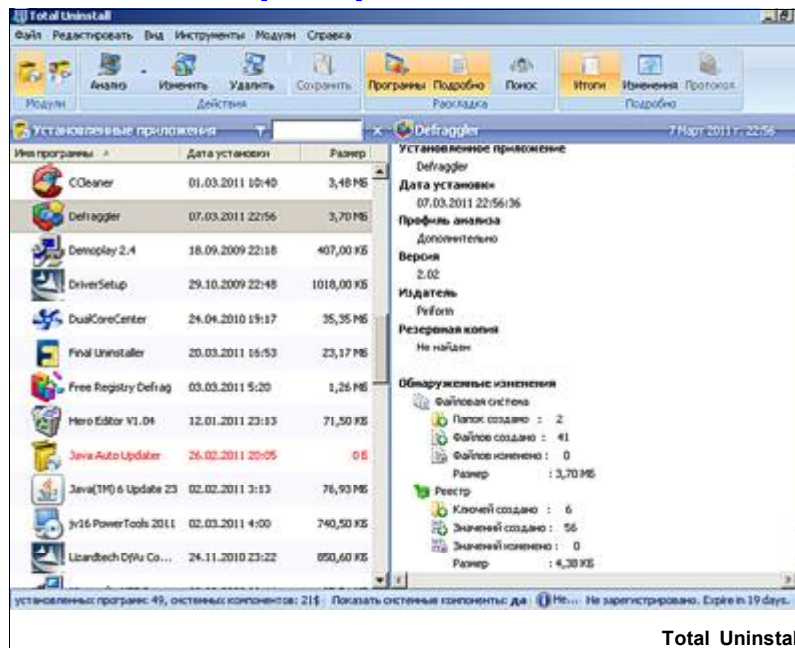 Total Uninstall
Файл Редактировать Вид Инструменты Модули Справка
Анализ Изменить Удалить Сохранить Программы Подробно Поиск Итоги Изменения Протокол
Модули Действия Раскладка Подробно
Установленные приложения
Defraggler 7 Март 2011 г. 22:56
Имя программы Дата установки Размер
CCleaner 01.03.2011 10:40 3,48 МБ
Defraggler 07.03.2011 22:56 3,70 МБ
Demoplay 2.4 18.09.2009 22:18 407,00 КБ
DriverSetup 29.10.2009 22:48 1018,00 КБ
DualCoreCenter 24.04.2010 19:17 35,35 МБ
Final Uninstaller 20.03.2011 16:53 23,17 МБ
Free Registry Defrag 03.03.2011 5:20 1,26 МБ
Hero Editor V1.04 12.01.2011 23:13 71,50 КБ
Java Auto Updater 26.02.2011 20:05 0 Б
Java(TM) 6 Update 23 02.02.2011 3:13 76,93 МБ
jv16 PowerTools 2011 02.03.2011 4:00 740,50 КБ
Lizardtech DjVu Co... 24.11.2010 23:22 850,60 КБ
Установленное приложение
Defraggler
Дата установки
07.03.2011 22:56:36
Профиль анализа
Дополнительно
Версия
2.02
Издатель
Piriform
Резервная копия
Не найден
Обнаруженные изменения
Файловая система
Папок создано : 2
Файлов создано : 41
Файлов изменено : 0
Размер : 3,70 МБ
Реестр
Ключей создано : 6
Значений создано : 56
Значений изменено : 0
Размер : 4,38 КБ
установленных программ: 49, системных компонентов: 21$ Показать системные компоненты: да Не... Не зарегистрировано. Expire in 19 days.
Total Uninstal